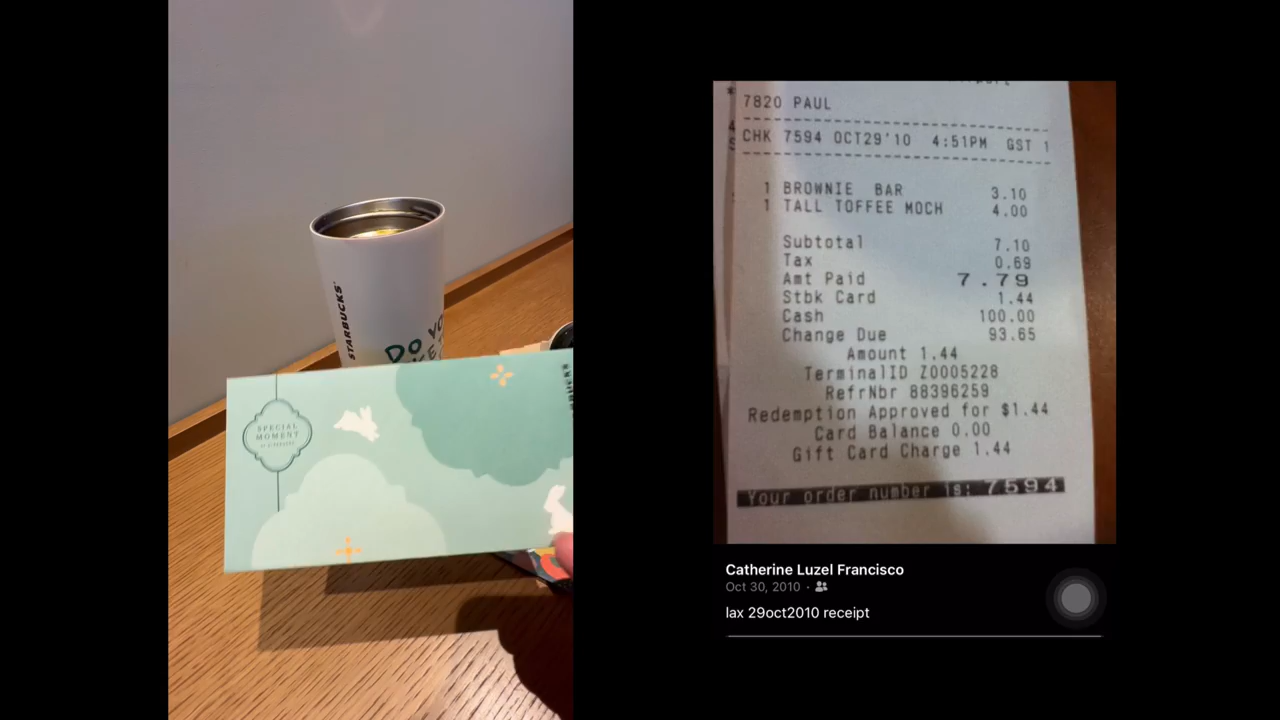 STARBUCKS
DO YO
SPECIAL
MOMENT
7820 PAUL
CHK 7594 OCT29'10 4:51PM GST 1
1 BROWNIE BAR 3.10
1 TALL TOFFEE MOCH 4.00
Subtotal 7.10
Tax 0.69
Amt Paid 7.79
Stbk Card 1.44
Cash 100.00
Change Due 93.65
Amount 1.44
TerminalID Z0005228
RefrNbr 88396259
Redemption Approved for $1.44
Card Balance 0.00
Gift Card Charge 1.44
Your order number is: 7594
Catherine Luzel Francisco
Oct 30, 2010 ·
lax 29oct2010 receipt